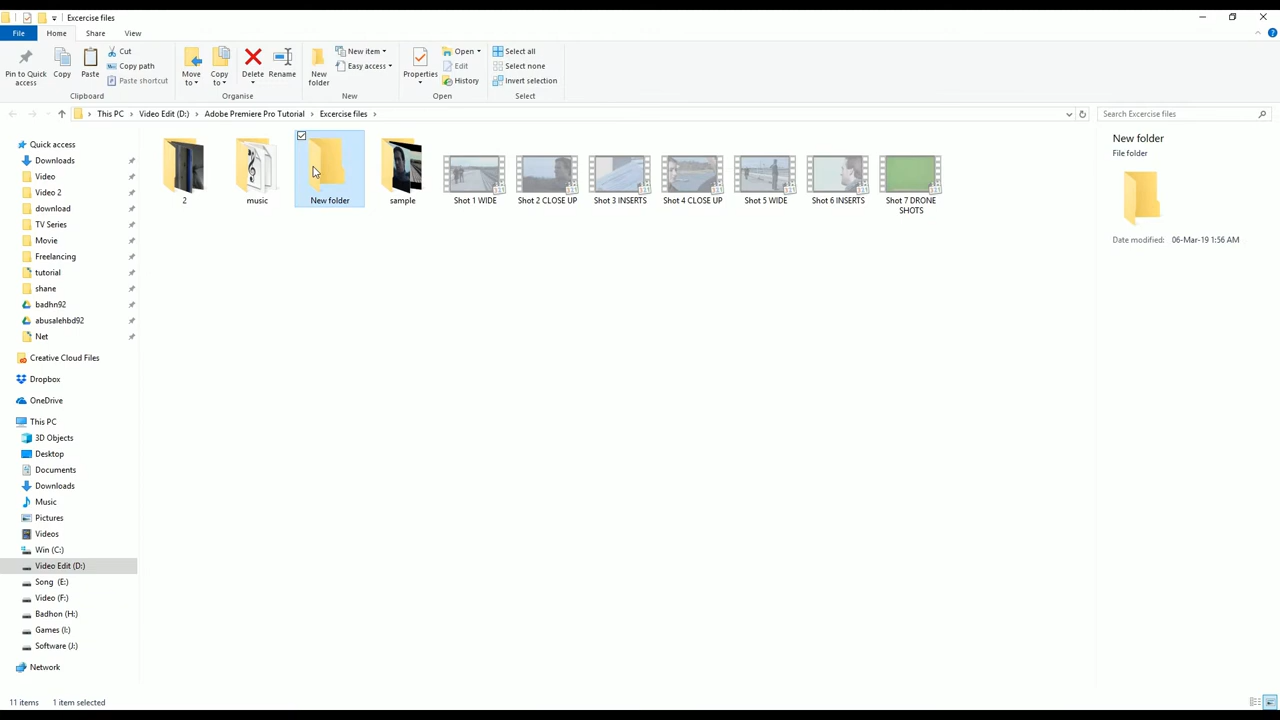 Excercise files
File Home Share View
Pin to Quick access
Copy
Paste
Cut
Copy path
Paste shortcut
Clipboard
Move to
Copy to
Delete
Rename
Organise
New folder
New item
Easy access
New
Properties
Open
Edit
History
Open
Select all
Select none
Invert selection
Select
This PC > Video Edit (D:) > Adobe Premiere Pro Tutorial > Excercise files >
Search Excercise files
Quick access
Downloads
Video
Video 2
download
TV Series
Movie
Freelancing
tutorial
shane
badhn92
abusalehbd92
Net
Creative Cloud Files
Dropbox
OneDrive
This PC
3D Objects
Desktop
Documents
Downloads
Music
Pictures
Videos
Win (C:)
Video Edit (D:)
Song (E:)
Video (F:)
Badhon (H:)
Games (I:)
Software (J:)
Network
2
music
New folder
sample
Shot 1 WIDE
Shot 2 CLOSE UP
Shot 3 INSERTS
Shot 4 CLOSE UP
Shot 5 WIDE
Shot 6 INSERTS
Shot 7 DRONE
SHOTS
New folder
File folder
Date modified: 06-Mar-19 1:56 AM
11 items 1 item selected